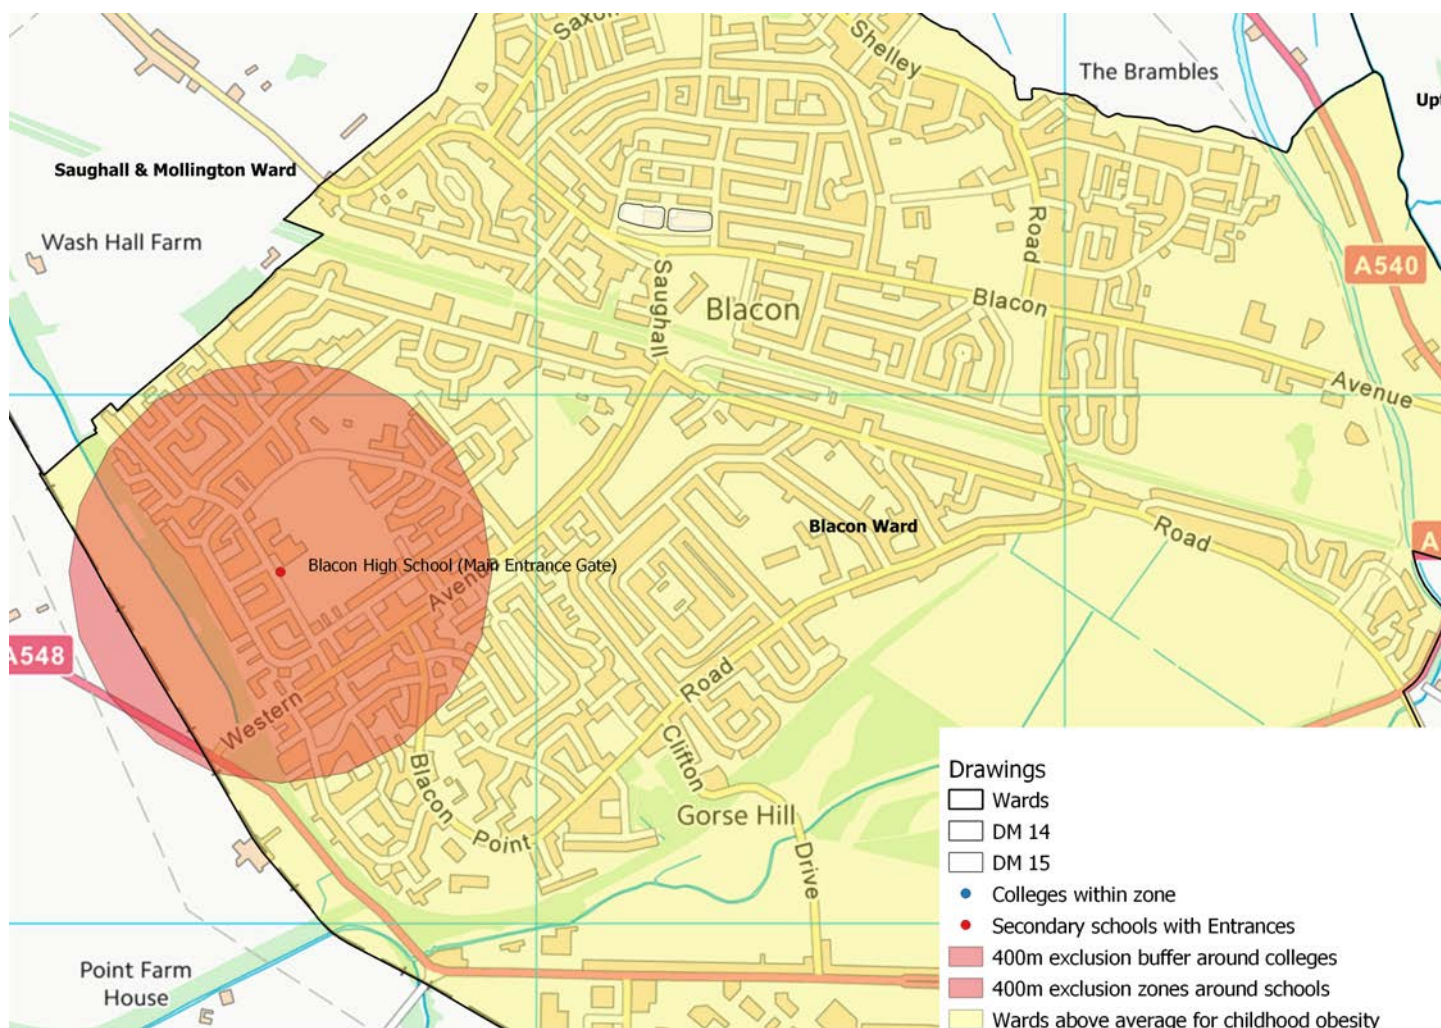 Saxon
Shelley
The Brambles
Saughall & Mollington Ward
Wash Hall Farm
Road
A540
Saughall
Blacon
Blacon
Avenue
Blacon Ward
Road
Blacon High School (Main Entrance Gate)
Avenue
A548
Western
Road
Clifton
Blacon
Point
Gorse Hill
Drive
Point Farm
House
Drawings
Wards
DM 14
DM 15
Colleges within zone
Secondary schools with Entrances
400m exclusion buffer around colleges
400m exclusion zones around schools
Wards above average for childhood obesity